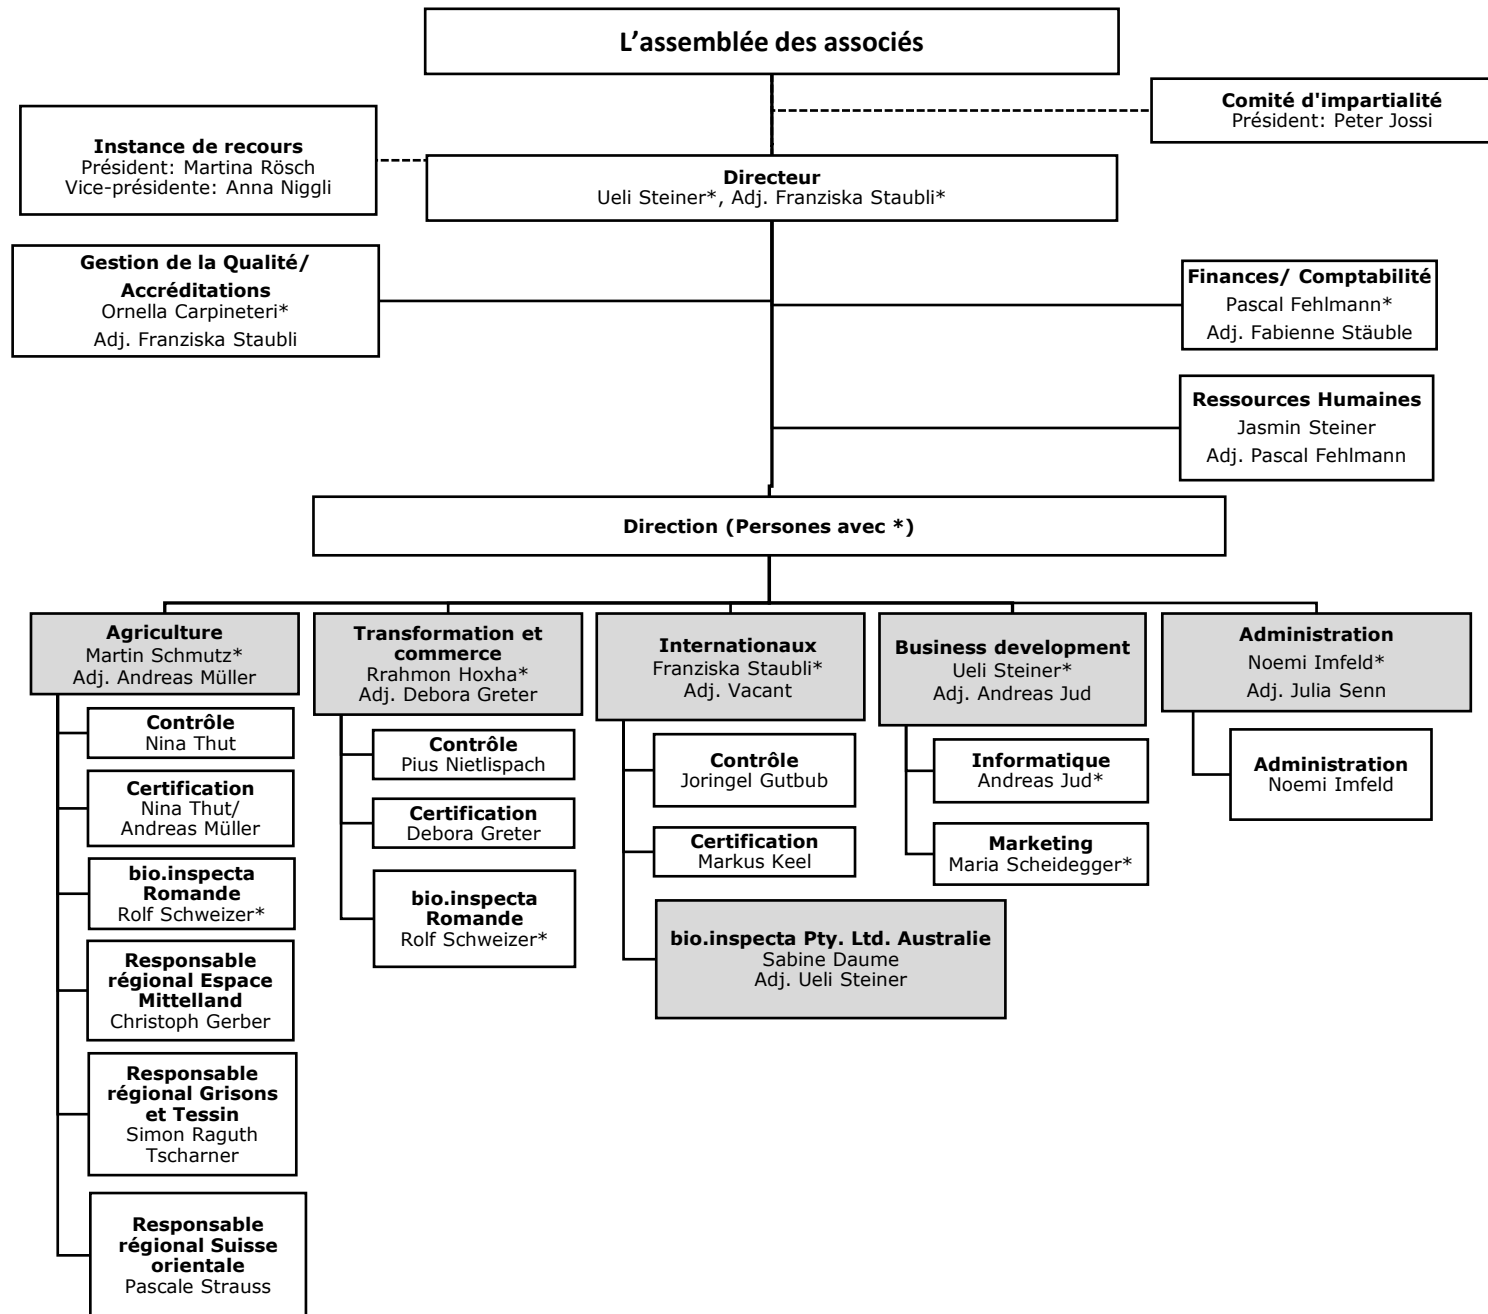 L'assemblée des associés
Comité d'impartialité
Président: Peter Jossi
Instance de recours
Président: Martina Rösch
Vice-présidente: Anna Niggli
Directeur
Ueli Steiner*, Adj. Franziska Staubli*
Gestion de la Qualité/
Accréditations
Ornella Carpineteri*
Adj. Franziska Staubli
Finances/ Comptabilité
Pascal Fehlmann*
Adj. Fabienne Stäuble
Ressources Humaines
Jasmin Steiner
Adj. Pascal Fehlmann
Direction (Persones avec *)
Agriculture
Martin Schmutz*
Adj. Andreas Müller
Contrôle
Nina Thut
Certification
Nina Thut/
Andreas Müller
bio.inspecta
Romande
Rolf Schweizer*
Responsable
régional Espace
Mittelland
Christoph Gerber
Responsable
régional Grisons
et Tessin
Simon Raguth
Tscharner
Responsable
régional Suisse
orientale
Pascale Strauss
Transformation et
commerce
Rrahmon Hoxha*
Adj. Debora Greter
Contrôle
Pius Nietlispach
Certification
Debora Greter
bio.inspecta
Romande
Rolf Schweizer*
Internationaux
Franziska Staubli*
Adj. Vacant
Contrôle
Joringel Gutbub
Certification
Markus Keel
bio.inspecta Pty. Ltd. Australie
Sabine Daume
Adj. Ueli Steiner
Business development
Ueli Steiner*
Adj. Andreas Jud
Informatique
Andreas Jud*
Marketing
Maria Scheidegger*
Administration
Noemi Imfeld*
Adj. Julia Senn
Administration
Noemi Imfeld